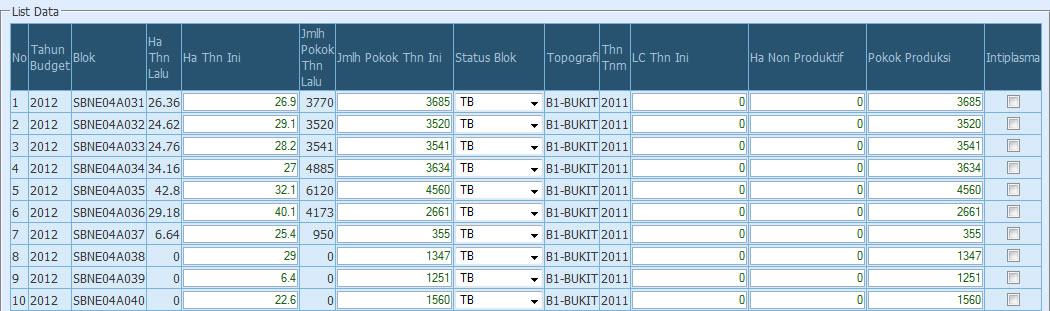 List Data
No Tahun Budget Blok Ha Thn Lalu Ha Thn Ini Jmlh Pokok Thn Lalu Jmlh Pokok Thn Ini Status Blok Topografi Thn Tnm LC Thn Ini Ha Non Produktif Pokok Produksi Intiplasma
1 2012 SBNE04A031 26.36 26.9 3770 3685 TB B1-BUKIT 2011 0 0 3685
2 2012 SBNE04A032 24.62 29.1 3520 3520 TB B1-BUKIT 2011 0 0 3520
3 2012 SBNE04A033 24.76 28.2 3541 3541 TB B1-BUKIT 2011 0 0 3541
4 2012 SBNE04A034 34.16 27 4885 3634 TB B1-BUKIT 2011 0 0 3634
5 2012 SBNE04A035 42.8 32.1 6120 4560 TB B1-BUKIT 2011 0 0 4560
6 2012 SBNE04A036 29.18 40.1 4173 2661 TB B1-BUKIT 2011 0 0 2661
7 2012 SBNE04A037 6.64 25.4 950 355 TB B1-BUKIT 2011 0 0 355
8 2012 SBNE04A038 0 29 0 1347 TB B1-BUKIT 2011 0 0 1347
9 2012 SBNE04A039 0 6.4 0 1251 TB B1-BUKIT 2011 0 0 1251
10 2012 SBNE04A040 0 22.6 0 1560 TB B1-BUKIT 2011 0 0 1560